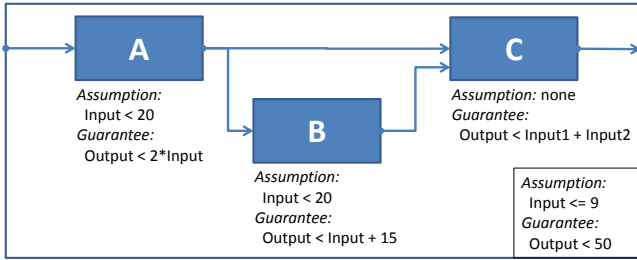 A
C
Assumption:
Input < 20
Guarantee:
Output < 2*Input
Assumption: none
Guarantee:
Output < Input1 + Input2
B
Assumption:
Input < 20
Guarantee:
Output < Input + 15
Assumption:
Input <= 9
Guarantee:
Output < 50